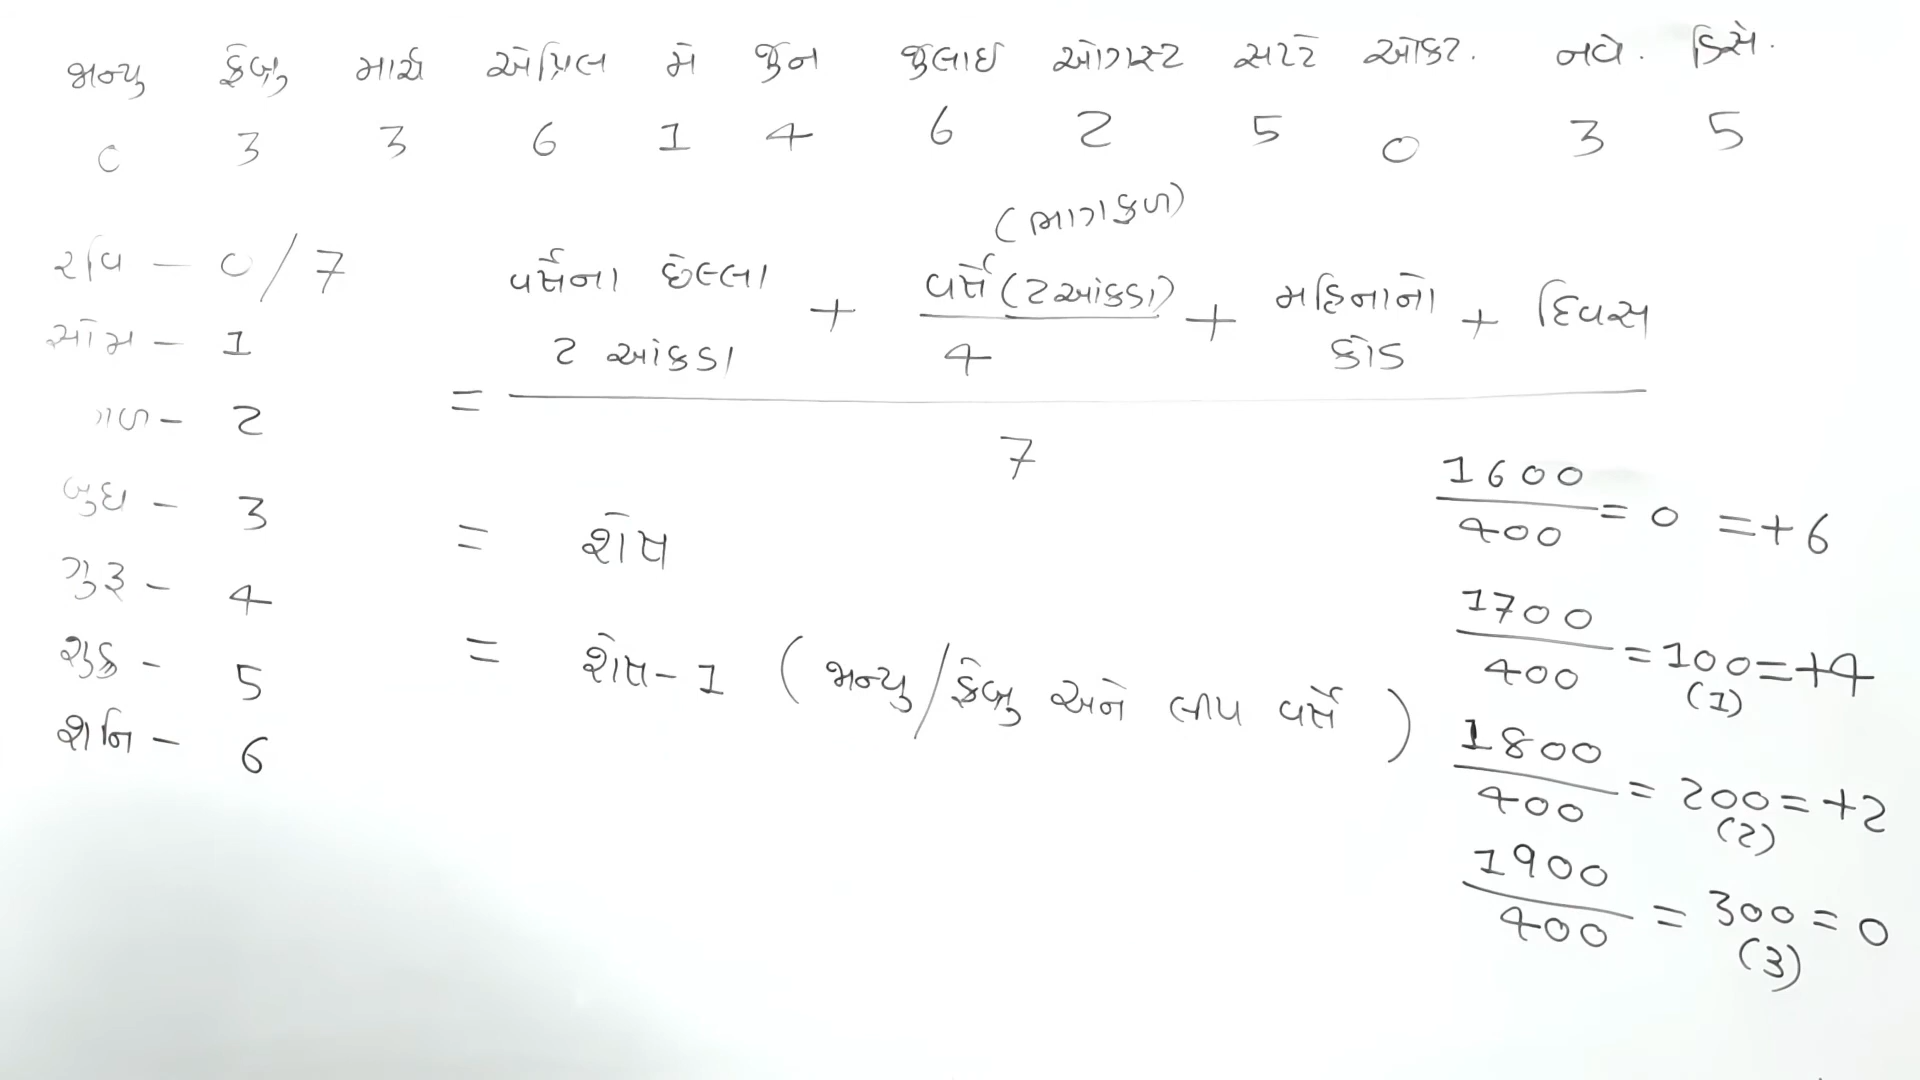 જાન્યુ ફેબ્રુ માર્ચ એપ્રિલ મે જુન જુલાઇ ઓગસ્ટ સપ્ટે ઓકટ. નવે. ડિસે.
0 3 3 6 1 4 6 2 5 0 3 5
(ભાગફળ)
રવિ – 0/7
સોમ – 1
ગળ – 2
બુધ – 3
ગુરૂ – 4
શુક્ર – 5
શનિ – 6
વર્ષના છેલ્લા 2 આંકડા + વર્ષ (2 આંકડા) / 4 + મહિનાનો કોડ + દિવસ
= 7
= શેષ
= શેષ - 1 (જાન્યુ/ફેબ્રુ અને લીપ વર્ષ)
1600/400 = 0 = +6
1700/400 = 100 = +4
(1)
1800/400 = 200 = +2
(2)
1900/400 = 300 = 0
(3)